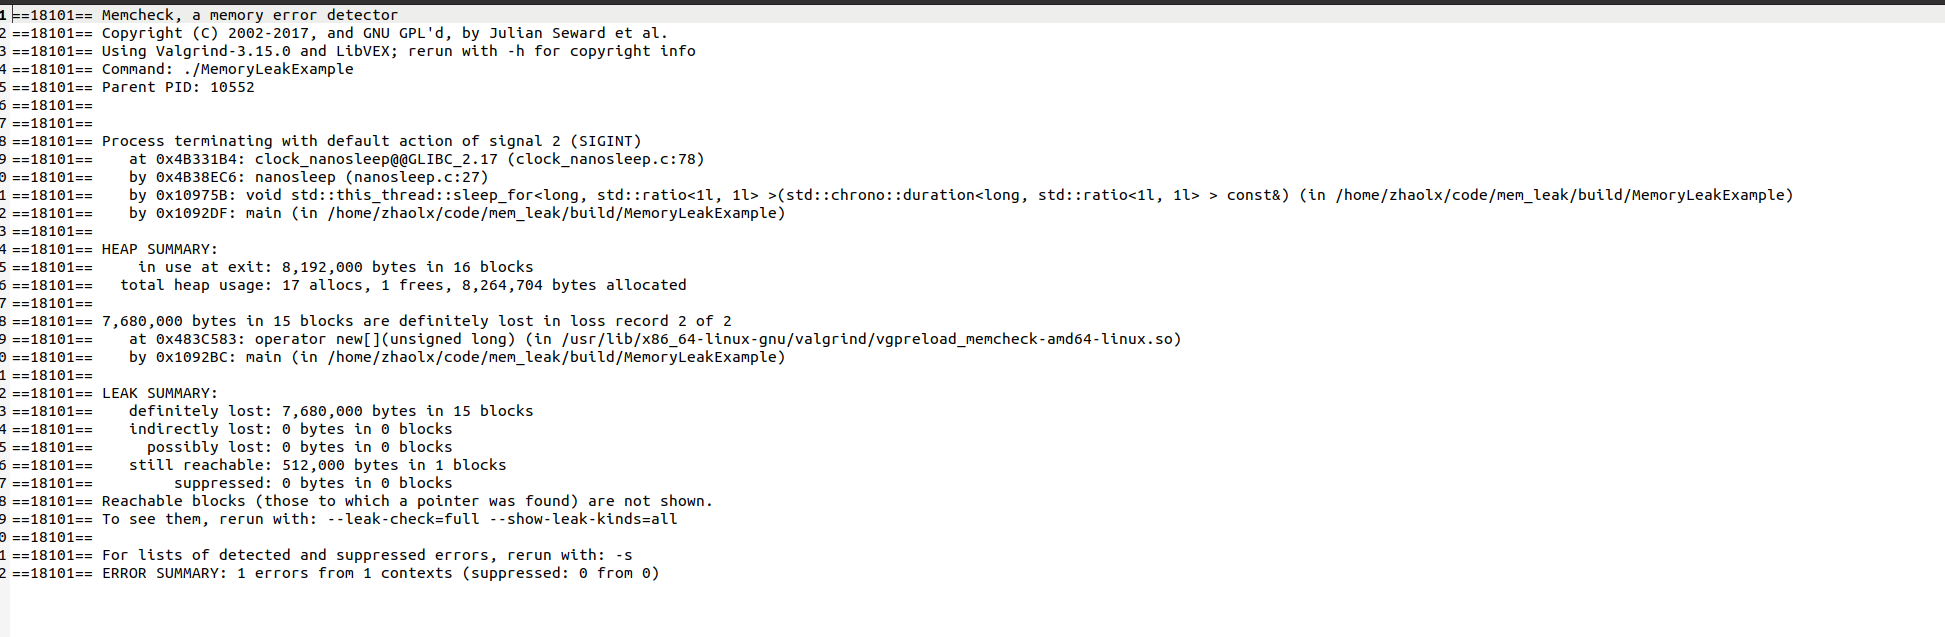 1 ==18101== Memcheck, a memory error detector
2 ==18101== Copyright (C) 2002-2017, and GNU GPL'd, by Julian Seward et al.
3 ==18101== Using Valgrind-3.15.0 and LibVEX; rerun with -h for copyright info
4 ==18101== Command: ./MemoryLeakExample
5 ==18101== Parent PID: 10552
6 ==18101==
7 ==18101==
8 ==18101== Process terminating with default action of signal 2 (SIGINT)
9 ==18101==    at 0x4B331B4: clock_nanosleep@@GLIBC_2.17 (clock_nanosleep.c:78)
0 ==18101==    by 0x4B38EC6: nanosleep (nanosleep.c:27)
1 ==18101==    by 0x10975B: void std::this_thread::sleep_for<long, std::ratio<1l, 1l> >(std::chrono::duration<long, std::ratio<1l, 1l> > const&) (in /home/zhaolx/code/mem_leak/build/MemoryLeakExample)
2 ==18101==    by 0x1092DF: main (in /home/zhaolx/code/mem_leak/build/MemoryLeakExample)
3 ==18101==
4 ==18101== HEAP SUMMARY:
5 ==18101==     in use at exit: 8,192,000 bytes in 16 blocks
6 ==18101==   total heap usage: 17 allocs, 1 frees, 8,264,704 bytes allocated
7 ==18101==
8 ==18101== 7,680,000 bytes in 15 blocks are definitely lost in loss record 2 of 2
9 ==18101==    at 0x483C583: operator new[](unsigned long) (in /usr/lib/x86_64-linux-gnu/valgrind/vgpreload_memcheck-amd64-linux.so)
0 ==18101==    by 0x1092BC: main (in /home/zhaolx/code/mem_leak/build/MemoryLeakExample)
1 ==18101==
2 ==18101== LEAK SUMMARY:
3 ==18101==    definitely lost: 7,680,000 bytes in 15 blocks
4 ==18101==    indirectly lost: 0 bytes in 0 blocks
5 ==18101==      possibly lost: 0 bytes in 0 blocks
6 ==18101==    still reachable: 512,000 bytes in 1 blocks
7 ==18101==         suppressed: 0 bytes in 0 blocks
8 ==18101== Reachable blocks (those to which a pointer was found) are not shown.
9 ==18101== To see them, rerun with: --leak-check=full --show-leak-kinds=all
0 ==18101==
1 ==18101== For lists of detected and suppressed errors, rerun with: -s
2 ==18101== ERROR SUMMARY: 1 errors from 1 contexts (suppressed: 0 from 0)